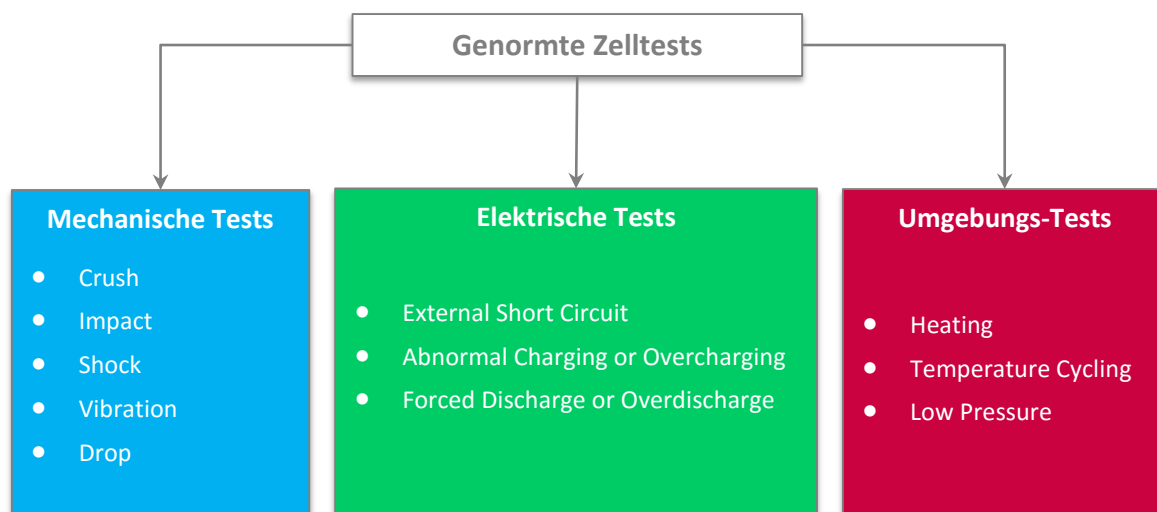 Genormte Zelltests
Mechanische Tests
• Crush
• Impact
• Shock
• Vibration
• Drop
Elektrische Tests
• External Short Circuit
• Abnormal Charging or Overcharging
• Forced Discharge or Overdischarge
Umgebungs-Tests
• Heating
• Temperature Cycling
• Low Pressure